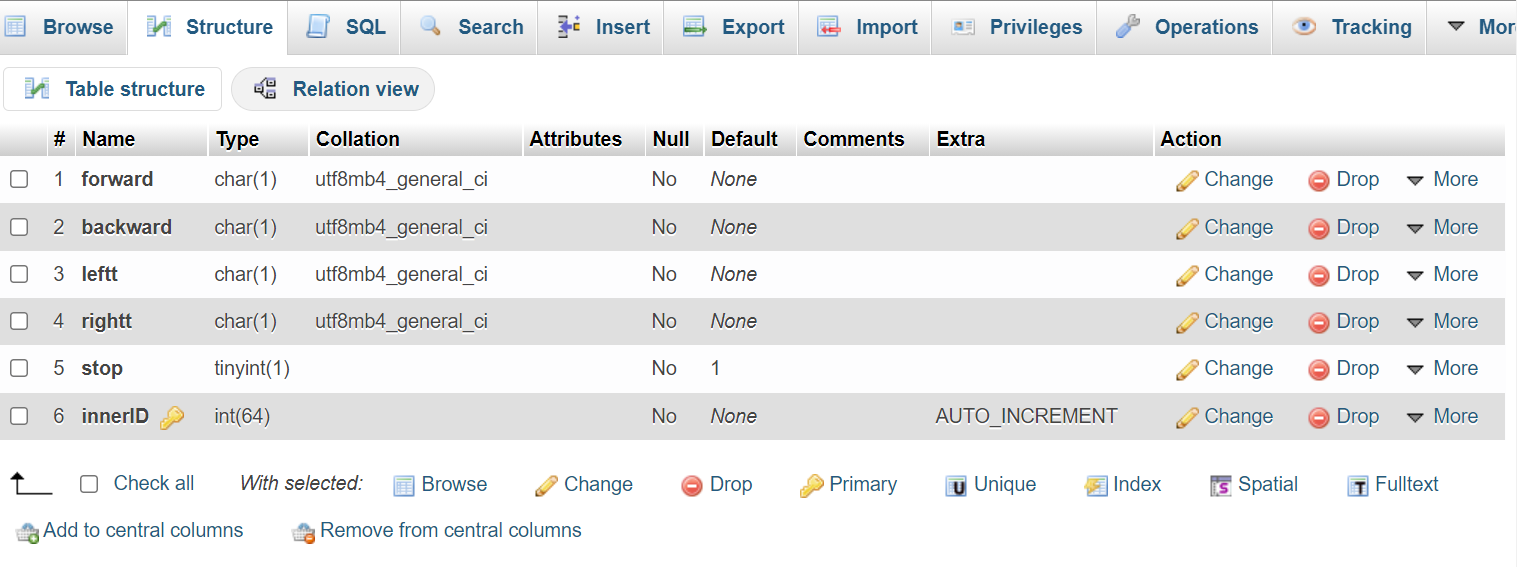 Browse Structure SQL Search Insert Export Import Privileges Operations Tracking
Table structure Relation view
# Name Type Collation Attributes Null Default Comments Extra Action
1 forward char(1) utf8mb4_general_ci No None Change Drop More
2 backward char(1) utf8mb4_general_ci No None Change Drop More
3 leftt char(1) utf8mb4_general_ci No None Change Drop More
4 rightt char(1) utf8mb4_general_ci No None Change Drop More
5 stop tinyint(1) No 1 Change Drop More
6 innerID int(64) No None AUTO_INCREMENT Change Drop More
Check all With selected: Browse Change Drop Primary Unique Index Spatial Fulltext
Add to central columns Remove from central columns